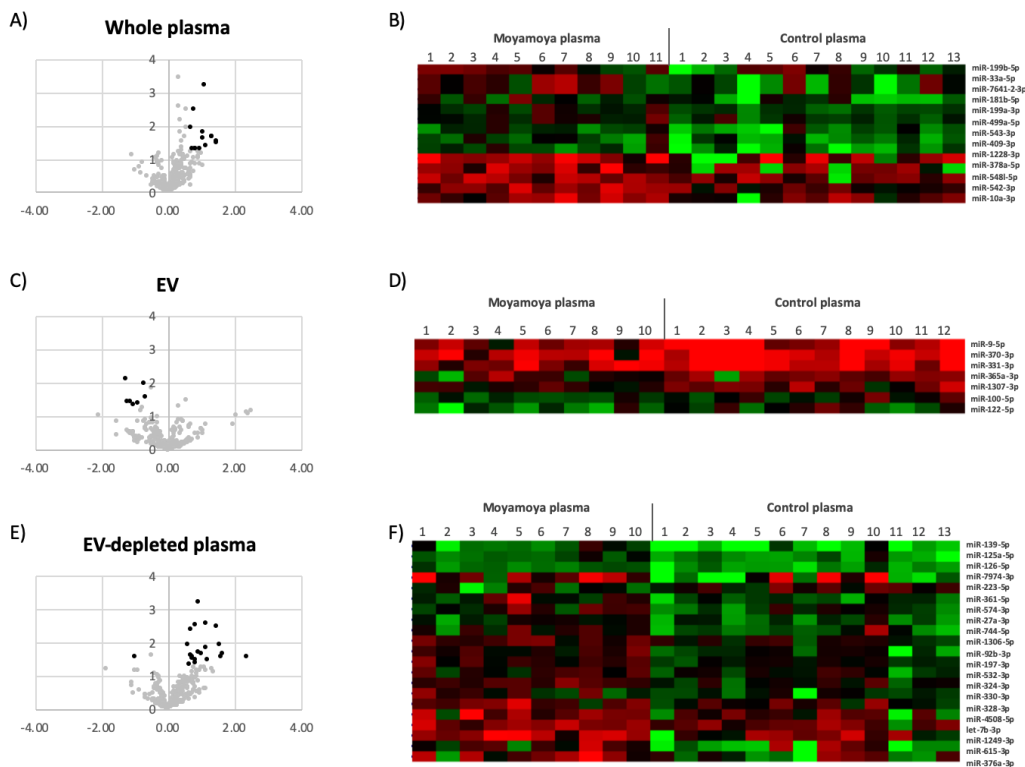 A)
Whole plasma
4
3
2
1
0
-4.00 -2.00 0.00 2.00 4.00
B)
Moyamoya plasma Control plasma
1 2 3 4 5 6 7 8 9 10 11 1 2 3 4 5 6 7 8 9 10 11 12 13
miR-199b-5p
miR-33a-5p
miR-7641-2-3p
miR-181b-5p
miR-199a-3p
miR-499a-5p
miR-543-3p
miR-409-3p
miR-1228-3p
miR-378a-5p
miR-548l-5p
miR-542-3p
miR-10a-3p
C)
EV
4
3
2
1
0
-4.00 -2.00 0.00 2.00 4.00
D)
Moyamoya plasma Control plasma
1 2 3 4 5 6 7 8 9 10 1 2 3 4 5 6 7 8 9 10 11 12
miR-9-5p
miR-370-3p
miR-331-3p
miR-365a-3p
miR-1307-3p
miR-100-5p
miR-122-5p
E)
EV-depleted plasma
4
3
2
1
0
-4.00 -2.00 0.00 2.00 4.00
F)
Moyamoya plasma Control plasma
1 2 3 4 5 6 7 8 9 10 1 2 3 4 5 6 7 8 9 10 11 12 13
miR-139-5p
miR-125a-5p
miR-126-5p
miR-7974-3p
miR-223-5p
miR-361-5p
miR-574-3p
miR-27a-3p
miR-744-5p
miR-1306-5p
miR-92b-3p
miR-197-3p
miR-532-3p
miR-324-3p
miR-330-3p
miR-328-3p
miR-4508-5p
let-7b-3p
miR-1249-3p
miR-615-3p
miR-376a-3p